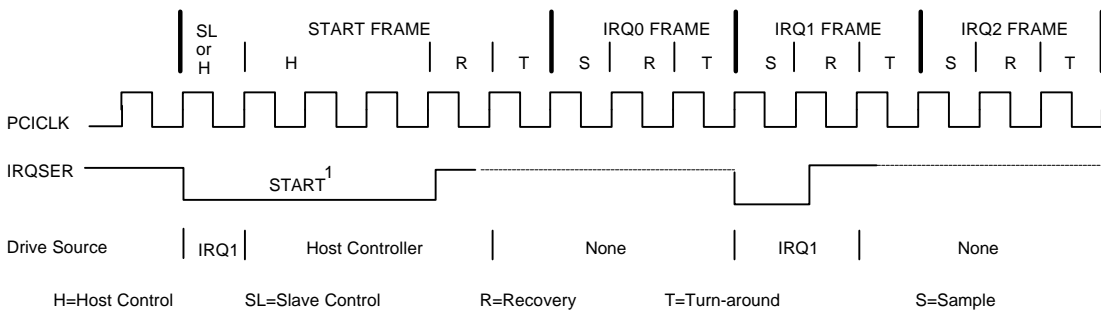 SL
or
H
START FRAME
IRQ0 FRAME
IRQ1 FRAME
IRQ2 FRAME
H
R
T
S
R
T
S
R
T
S
R
T
PCICLK
IRQSER
START1
Drive Source
IRQ1
Host Controller
None
IRQ1
None
H=Host Control
SL=Slave Control
R=Recovery
T=Turn-around
S=Sample